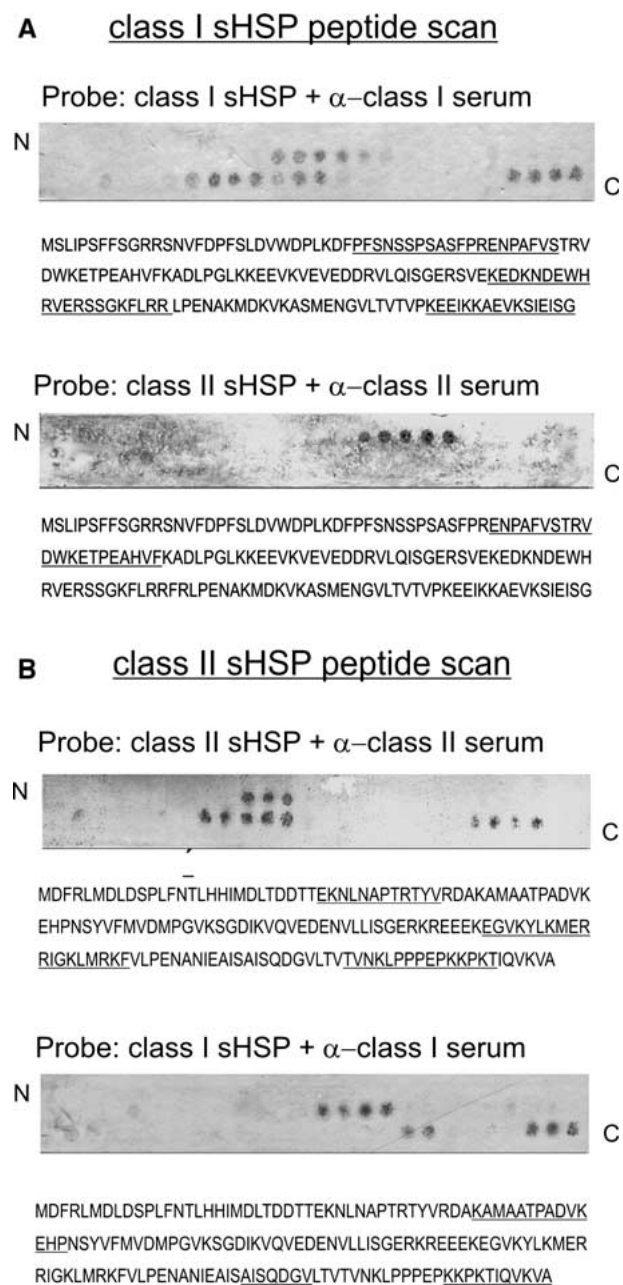 A class I sHSP peptide scan
Probe: class I sHSP + α–class I serum
N
C
MSLIPSFFSGRRSNVFDPFSLDVWDPLKDFPFSNSSPSASFPRENPAFVSTRV
DWKETPEAHVFKADLPGLKKEEVKVEVEDDRVLQISGERSVEKEDKNDEWH
RVERSSGKFLRR LPENAKMDKVKASMENGVLTVTVPKEEIKKAEVKSIEISG
Probe: class II sHSP + α–class II serum
N
C
MSLIPSFFSGRRSNVFDPFSLDVWDPLKDFPFSNSSPSASFPRENPAFVSTRV
DWKETPEAHVFKADLPGLKKEEVKVEVEDDRVLQISGERSVEKEDKNDEWH
RVERSSGKFLRRFRLPENAKMDKVKASMENGVLTVTVPKEEIKKAEVKSIEISG
B class II sHSP peptide scan
Probe: class II sHSP + α–class II serum
N
C
MDFRLMDLDSPLFNTLHHIMDLTDDTTEKNLNAPTRTYVRDAKAMAATPADVK
EHPNSYVFMVDMPGVKSGDIKVQVEDENVLLISGERKREEEKEGVKYLKMER
RIGKLMRKFVLPENANIEAISAISQDGVLTVTVNKLPPPEPKKPKTIQVKVA
Probe: class I sHSP + α–class I serum
N
C
MDFRLMDLDSPLFNTLHHIMDLTDDTTEKNLNAPTRTYVRDAKAMAATPADVK
EHPNSYVFMVDMPGVKSGDIKVQVEDENVLLISGERKREEEKEGVKYLKMER
RIGKLMRKFVLPENANIEAISAISQDGVLTVTVNKLPPPEPKKPKTIQVKVA